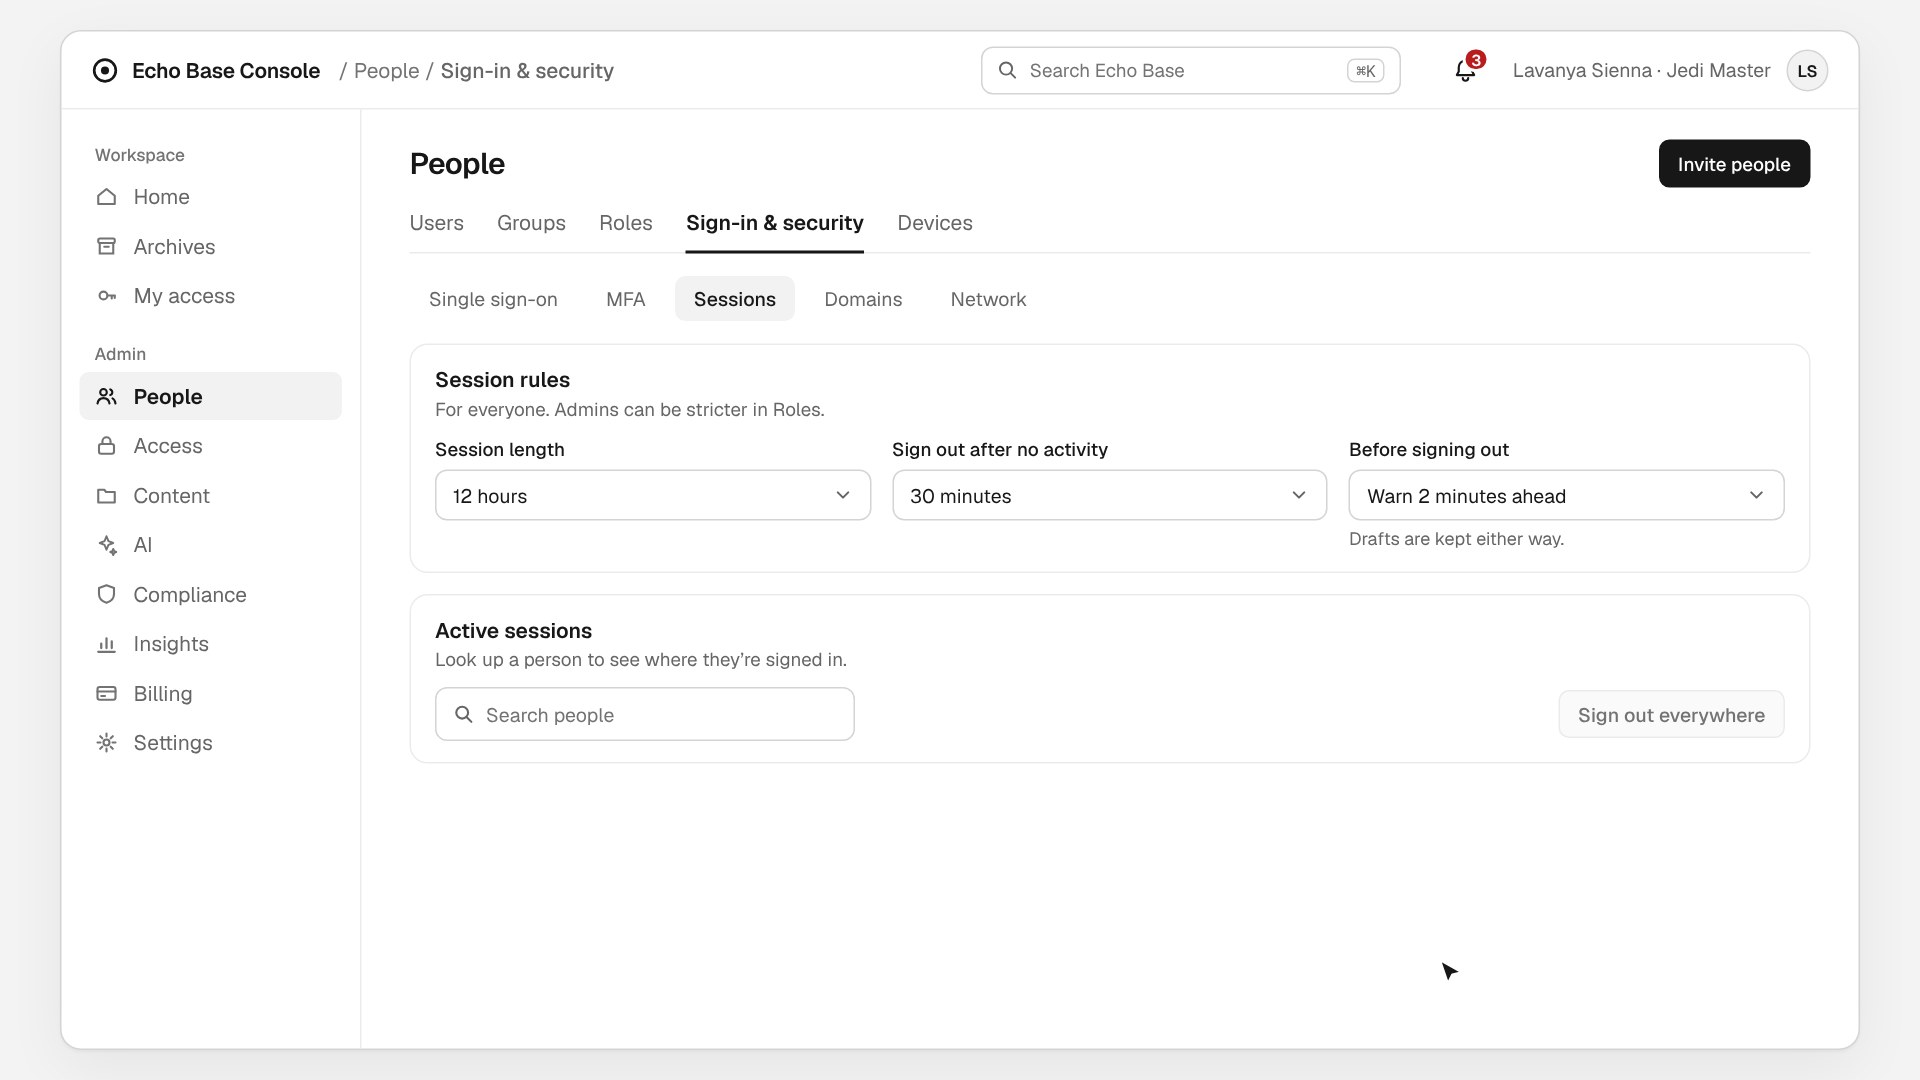 Echo Base Console / People / Sign-in & security
Search Echo Base ⌘K
3
Lavanya Sienna · Jedi Master LS
Workspace
Home
Archives
My access
Admin
People
Access
Content
AI
Compliance
Insights
Billing
Settings
People
Invite people
Users Groups Roles Sign-in & security Devices
Single sign-on MFA Sessions Domains Network
Session rules
For everyone. Admins can be stricter in Roles.
Session length Sign out after no activity Before signing out
12 hours 30 minutes Warn 2 minutes ahead
Drafts are kept either way.
Active sessions
Look up a person to see where they’re signed in.
Search people
Sign out everywhere